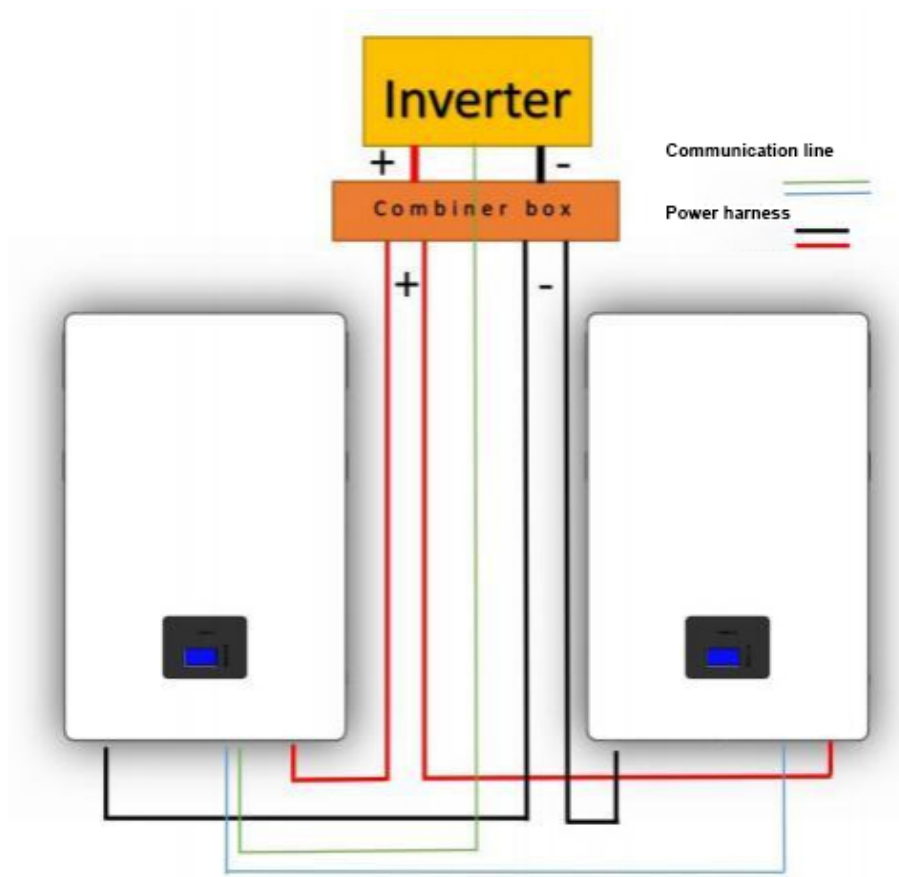 Inverter
Communication line
+ -
Combiner box
Power harness
+ -